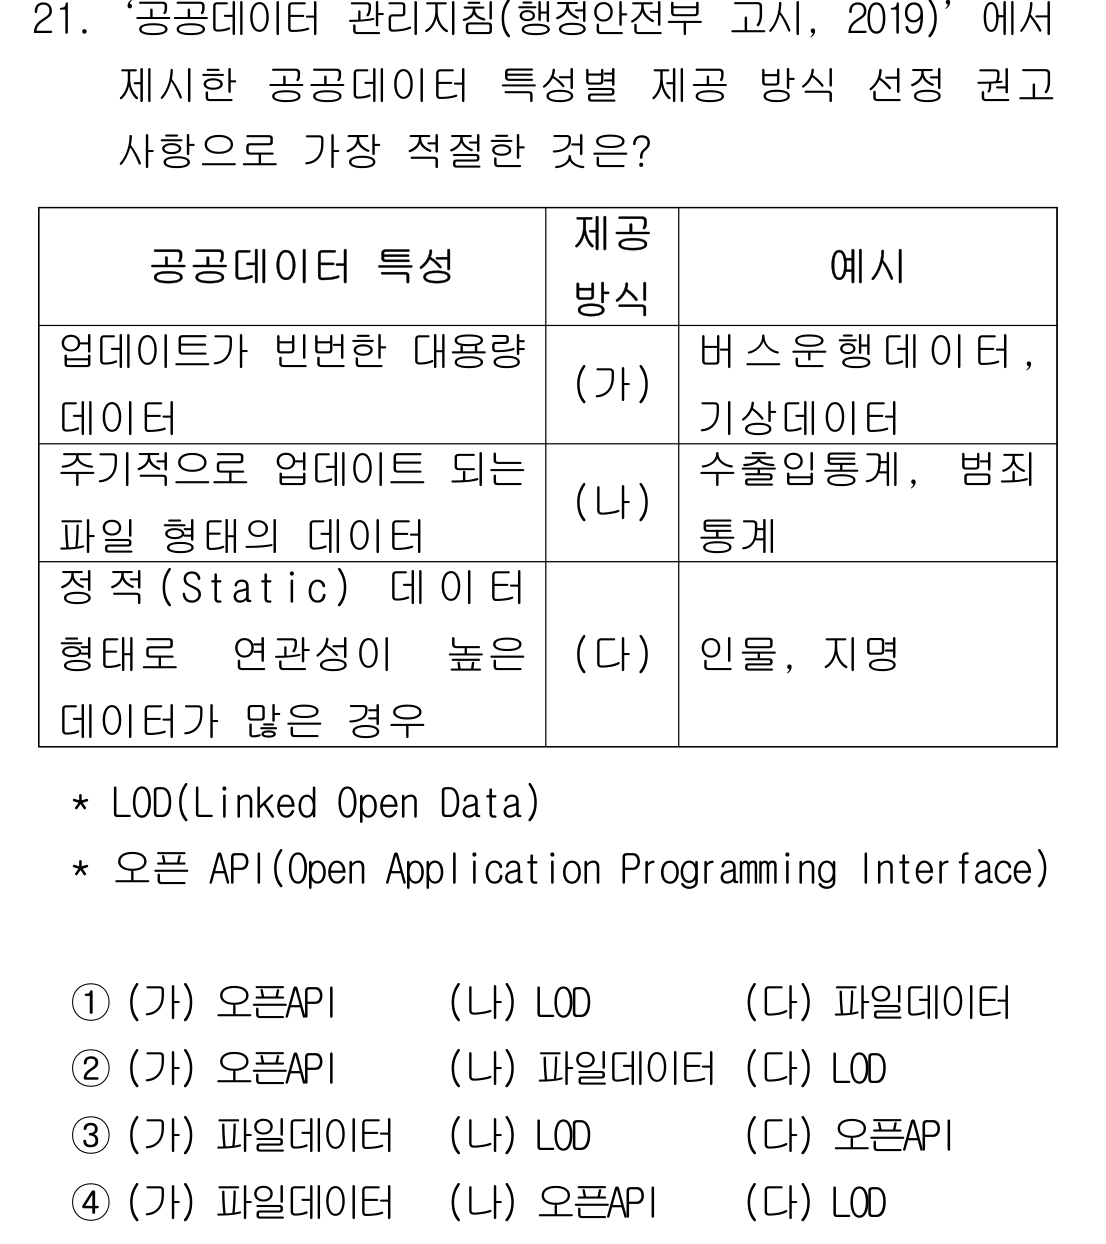 21. ‘공공데이터 관리지침(행정안전부 고시, 2019)’에서
제시한 공공데이터 특성별 제공 방식 선정 권고
사항으로 가장 적절한 것은?
공공데이터 특성
제공
방식
예시
업데이트가 빈번한 대용량
데이터
(가)
버스운행데이터,
기상데이터
주기적으로 업데이트 되는
파일 형태의 데이터
(나)
수출입통계, 범죄
통계
정적(Static) 데이터
형태로 연관성이 높은
데이터가 많은 경우
(다)
인물, 지명
* LOD(Linked Open Data)
* 오픈 API(Open Application Programming Interface)
① (가) 오픈API (나) LOD (다) 파일데이터
② (가) 오픈API (나) 파일데이터 (다) LOD
③ (가) 파일데이터 (나) LOD (다) 오픈API
④ (가) 파일데이터 (나) 오픈API (다) LOD